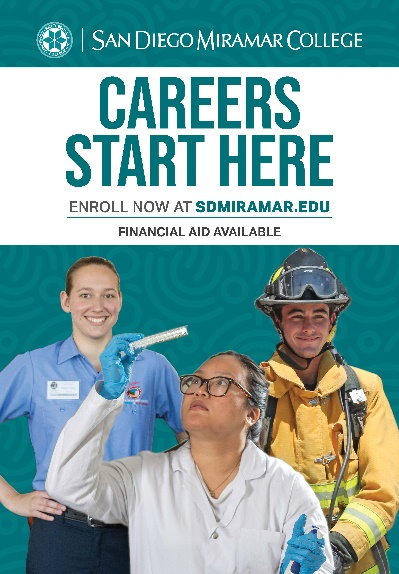 SAN DIEGO MIRAMAR COLLEGE
CAREERS
START HERE
ENROLL NOW AT SDMIRAMAR.EDU
FINANCIAL AID AVAILABLE